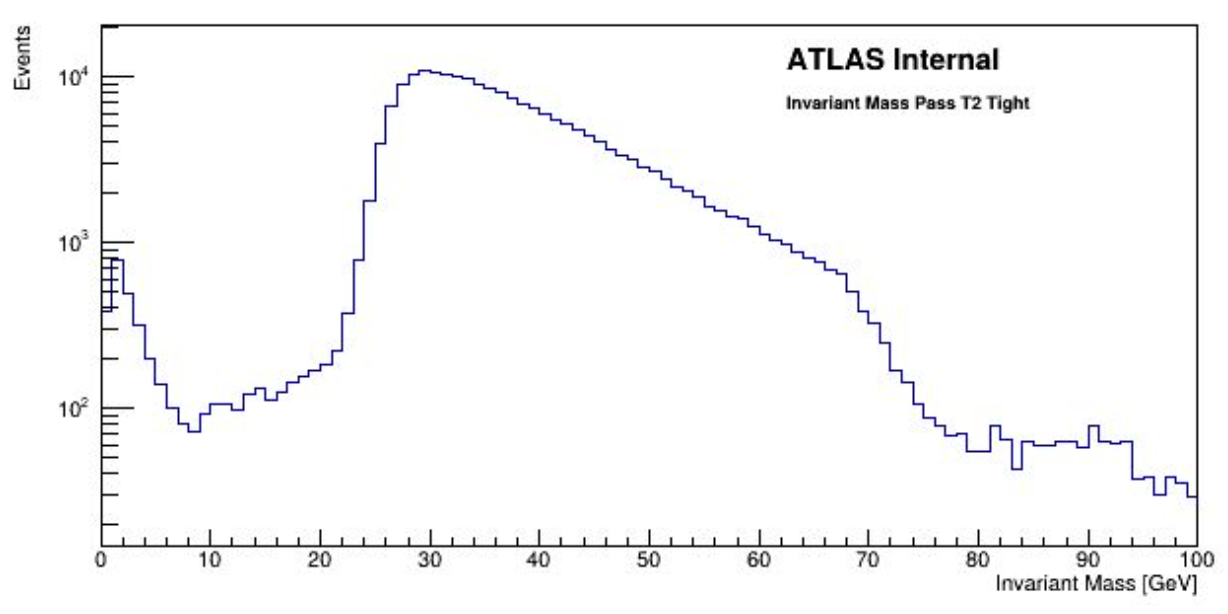 Events
ATLAS Internal
Invariant Mass Pass T2 Tight
10⁴
10³
10²
0 10 20 30 40 50 60 70 80 90 100
Invariant Mass [GeV]